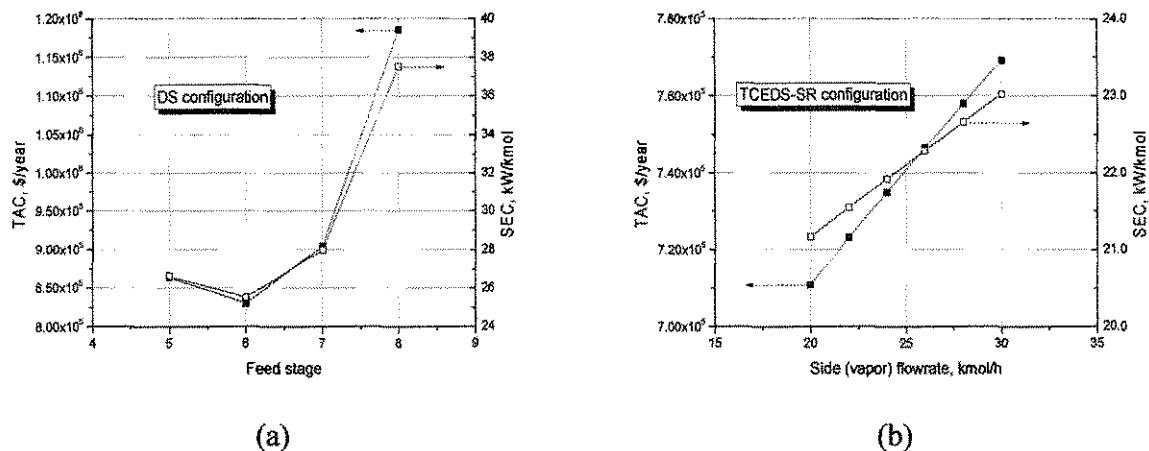 1.20x10⁶
1.15x10⁶
1.10x10⁶
1.05x10⁶
1.00x10⁶
9.50x10⁵
9.00x10⁵
8.50x10⁵
8.00x10⁵
TAC, $/year
DS configuration
40
38
36
34
32
30
28
26
24
SEC, kW/kmol
4 5 6 7 8 9
Feed stage
(a)
7.80x10⁵
7.60x10⁵
7.40x10⁵
7.20x10⁵
7.00x10⁵
TAC, $/year
TCEDS-SR configuration
24.0
23.0
22.0
21.0
20.0
SEC, kW/kmol
15 20 25 30 35
Side (vapor) flowrate, kmol/h
(b)